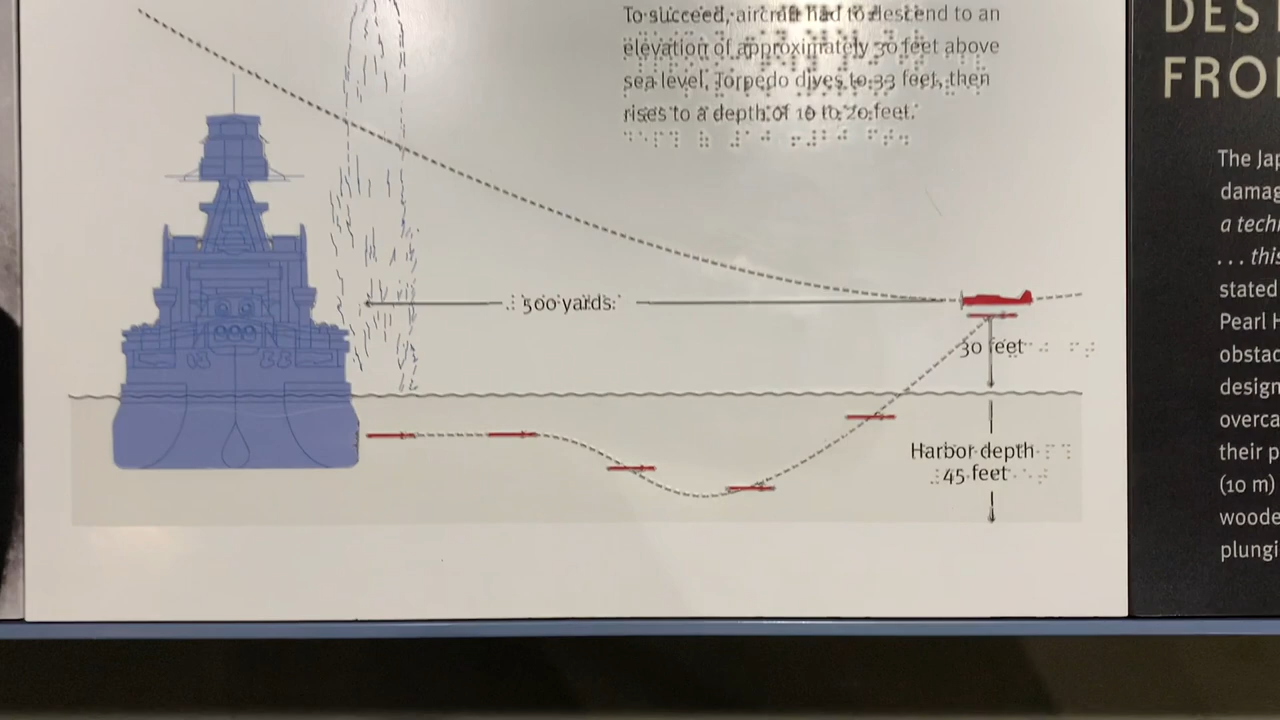 To succeed, aircraft had to descend to an
elevation of approximately 30 feet above
sea level. Torpedo dives to 33 feet, then
rises to a depth of 10 to 20 feet.
500 yards
30 feet
Harbor depth
45 feet
DEST
FRO
The Jap
damag
a techn
. . . this
stated
Pearl H
obstac
design
overca
their p
(10 m)
woode
plungi